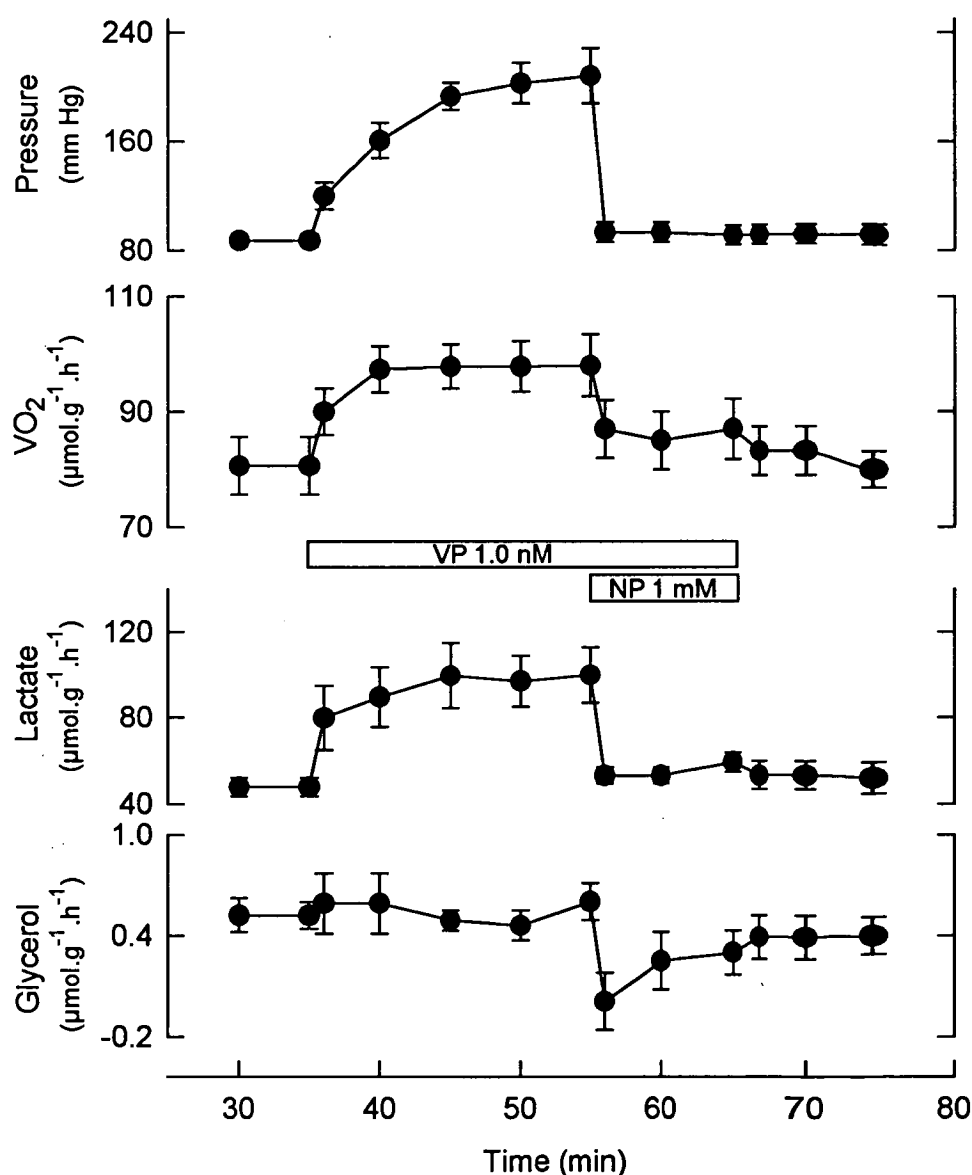 240
160
80
Pressure
(mm Hg)
110
90
70
VO2
(µmol.g-1.h-1)
VP 1.0 nM
NP 1 mM
120
80
40
Lactate
(µmol.g-1.h-1)
1.0
0.4
-0.2
Glycerol
(µmol.g-1.h-1)
30 40 50 60 70 80
Time (min)